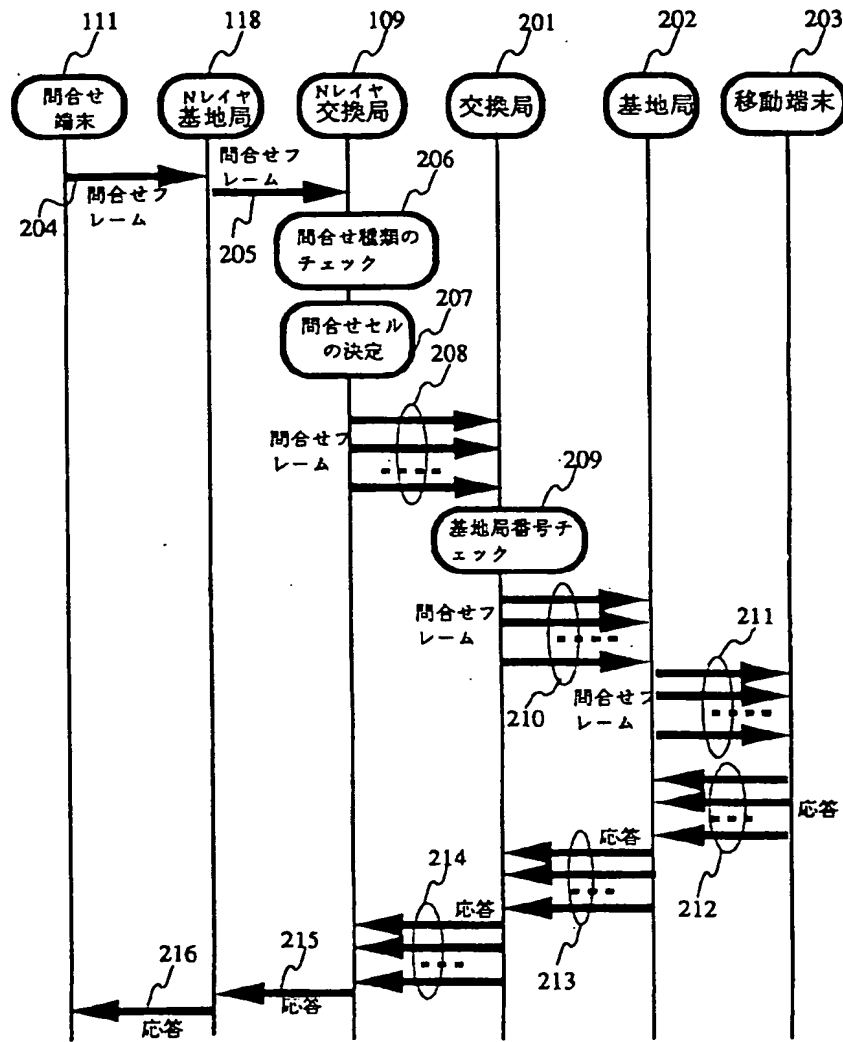 111
118
109
201
202
203
問合せ
端末
Nレイヤ
基地局
Nレイヤ
交換局
交換局
基地局
移動端末
問合せフ
レーム
204
問合せフ
レーム
205
206
問合せ種類の
チェック
207
問合せセル
の決定
208
問合せフ
レーム
209
基地局番号チ
ェック
問合せフ
レーム
210
211
問合せフ
レーム
応答
212
応答
213
214
応答
215
応答
216
応答